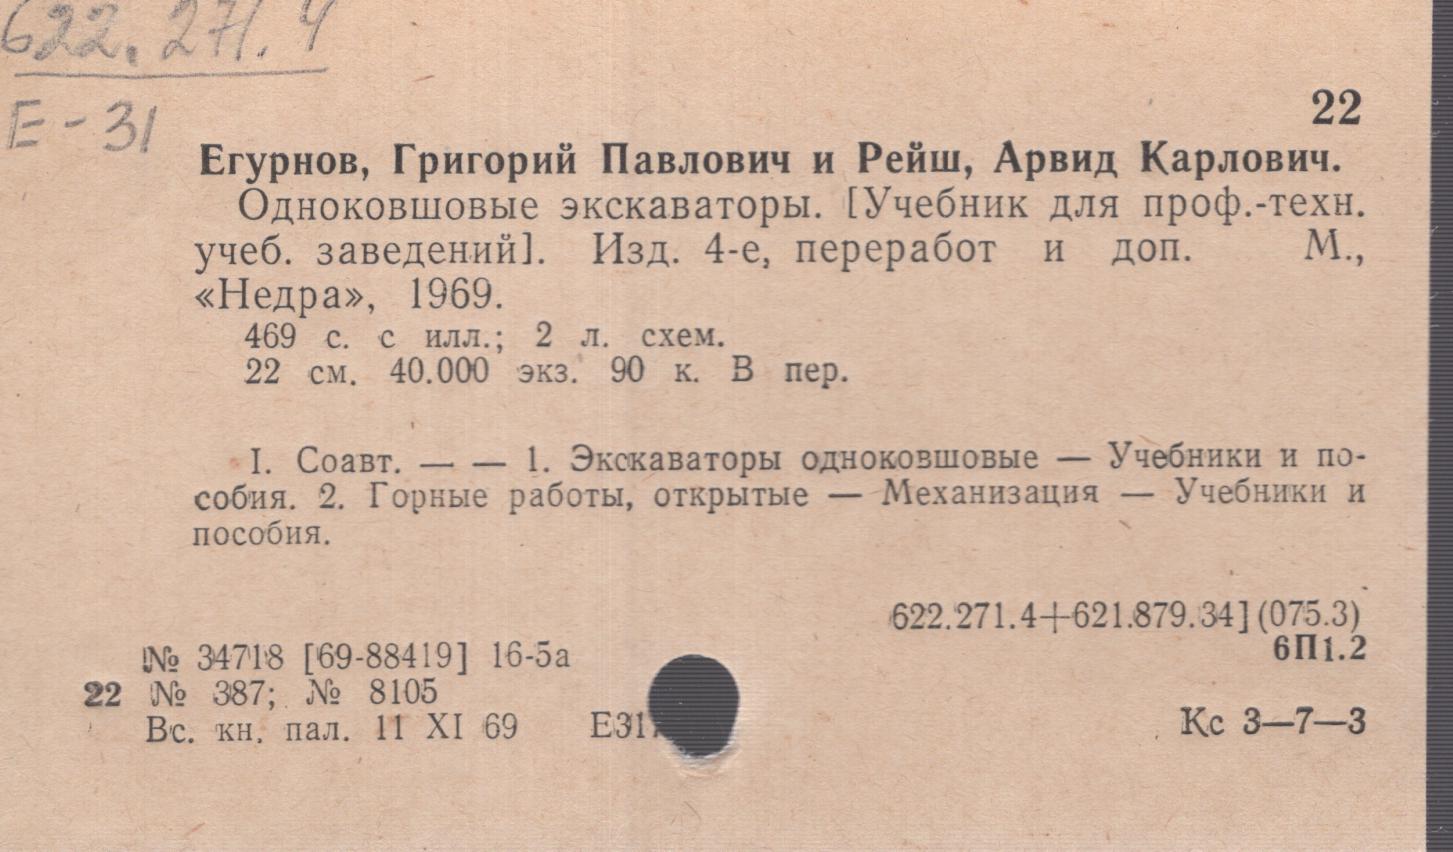 622.271.4
Е-31
22
Егурнов, Григорий Павлович и Рейш, Арвид Карлович.
Одноковшовые экскаваторы. [Учебник для проф.-техн.
учеб. заведений]. Изд. 4-е, переработ и доп. М.,
«Недра», 1969.
469 с. с илл.; 2 л. схем.
22 см. 40.000 экз. 90 к. В пер.
I. Соавт. — — 1. Экскаваторы одноковшовые — Учебники и по-
собия. 2. Горные работы, открытые — Механизация — Учебники и
пособия.
622.271.4+621.879.34](075.3)
6П1.2
№ 34718 [69-88419] 16-5а
22 № 387; № 8105
Вс. кн. пал. 11 XI 69 Е31
Кс 3—7—3